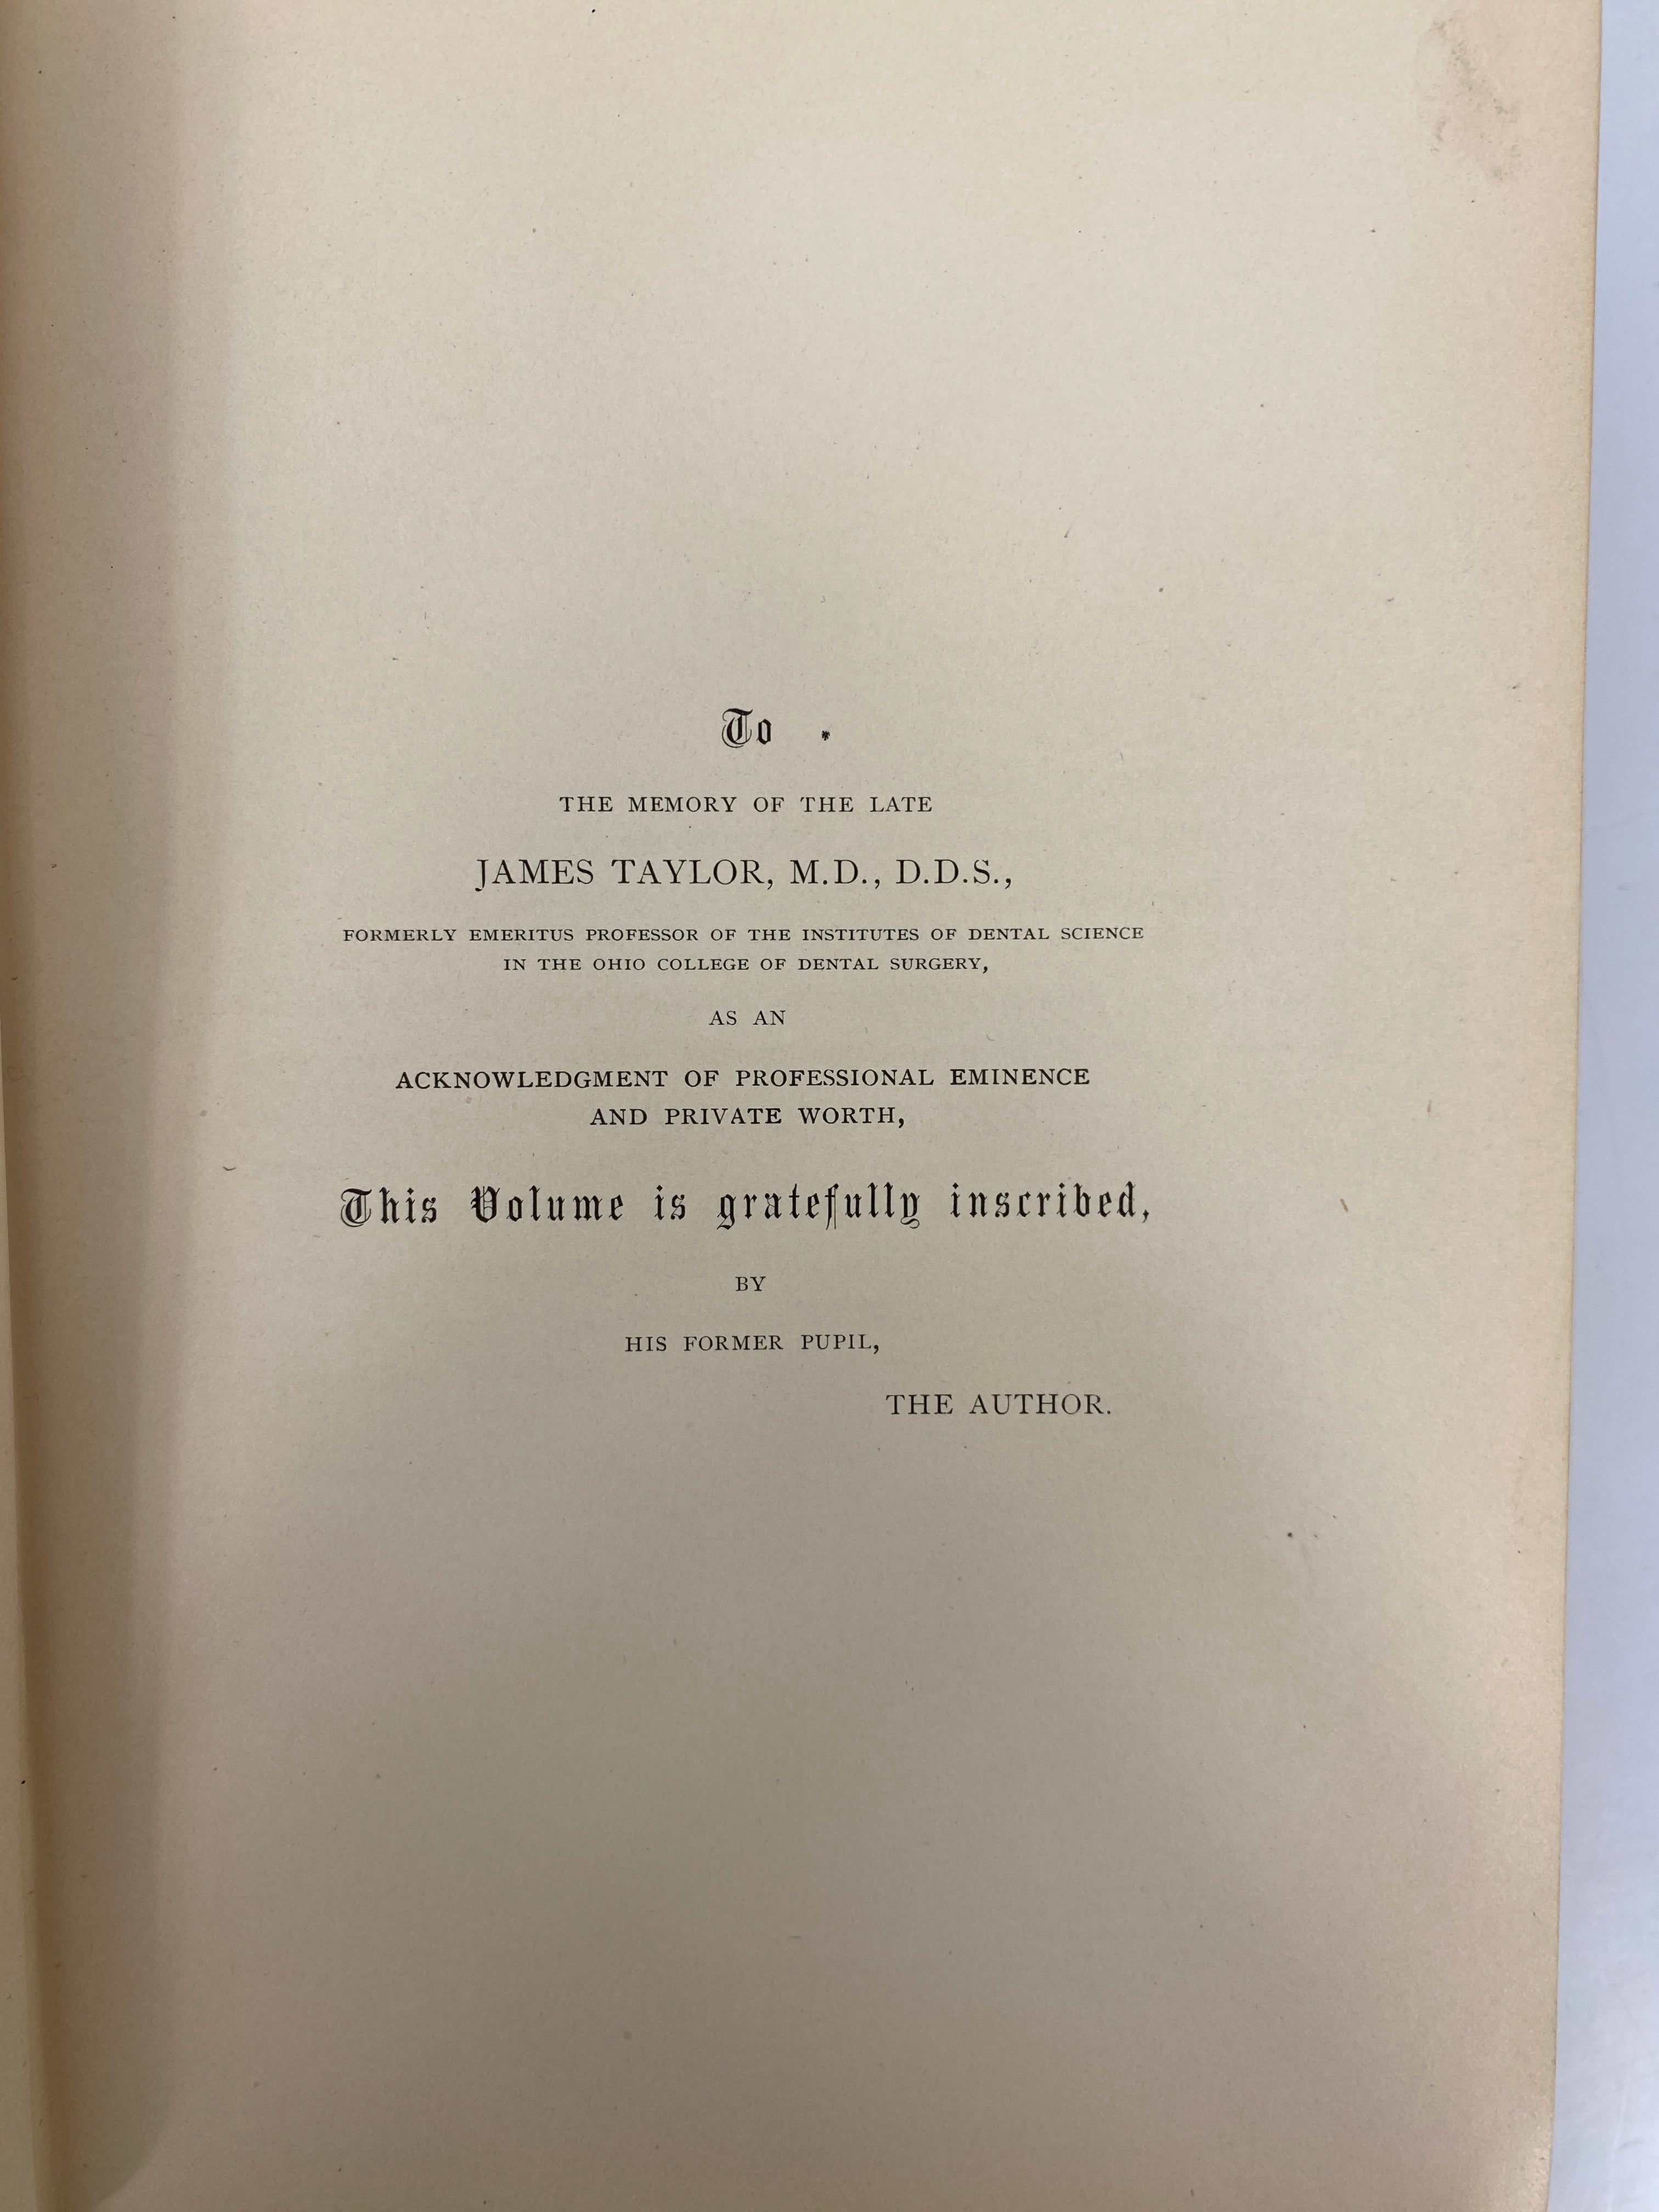 To
THE MEMORY OF THE LATE
JAMES TAYLOR, M.D., D.D.S.,
FORMERLY EMERITUS PROFESSOR OF THE INSTITUTES OF DENTAL SCIENCE
IN THE OHIO COLLEGE OF DENTAL SURGERY,
AS AN
ACKNOWLEDGMENT OF PROFESSIONAL EMINENCE
AND PRIVATE WORTH,
This Volume is gratefully inscribed,
BY
HIS FORMER PUPIL,
THE AUTHOR.